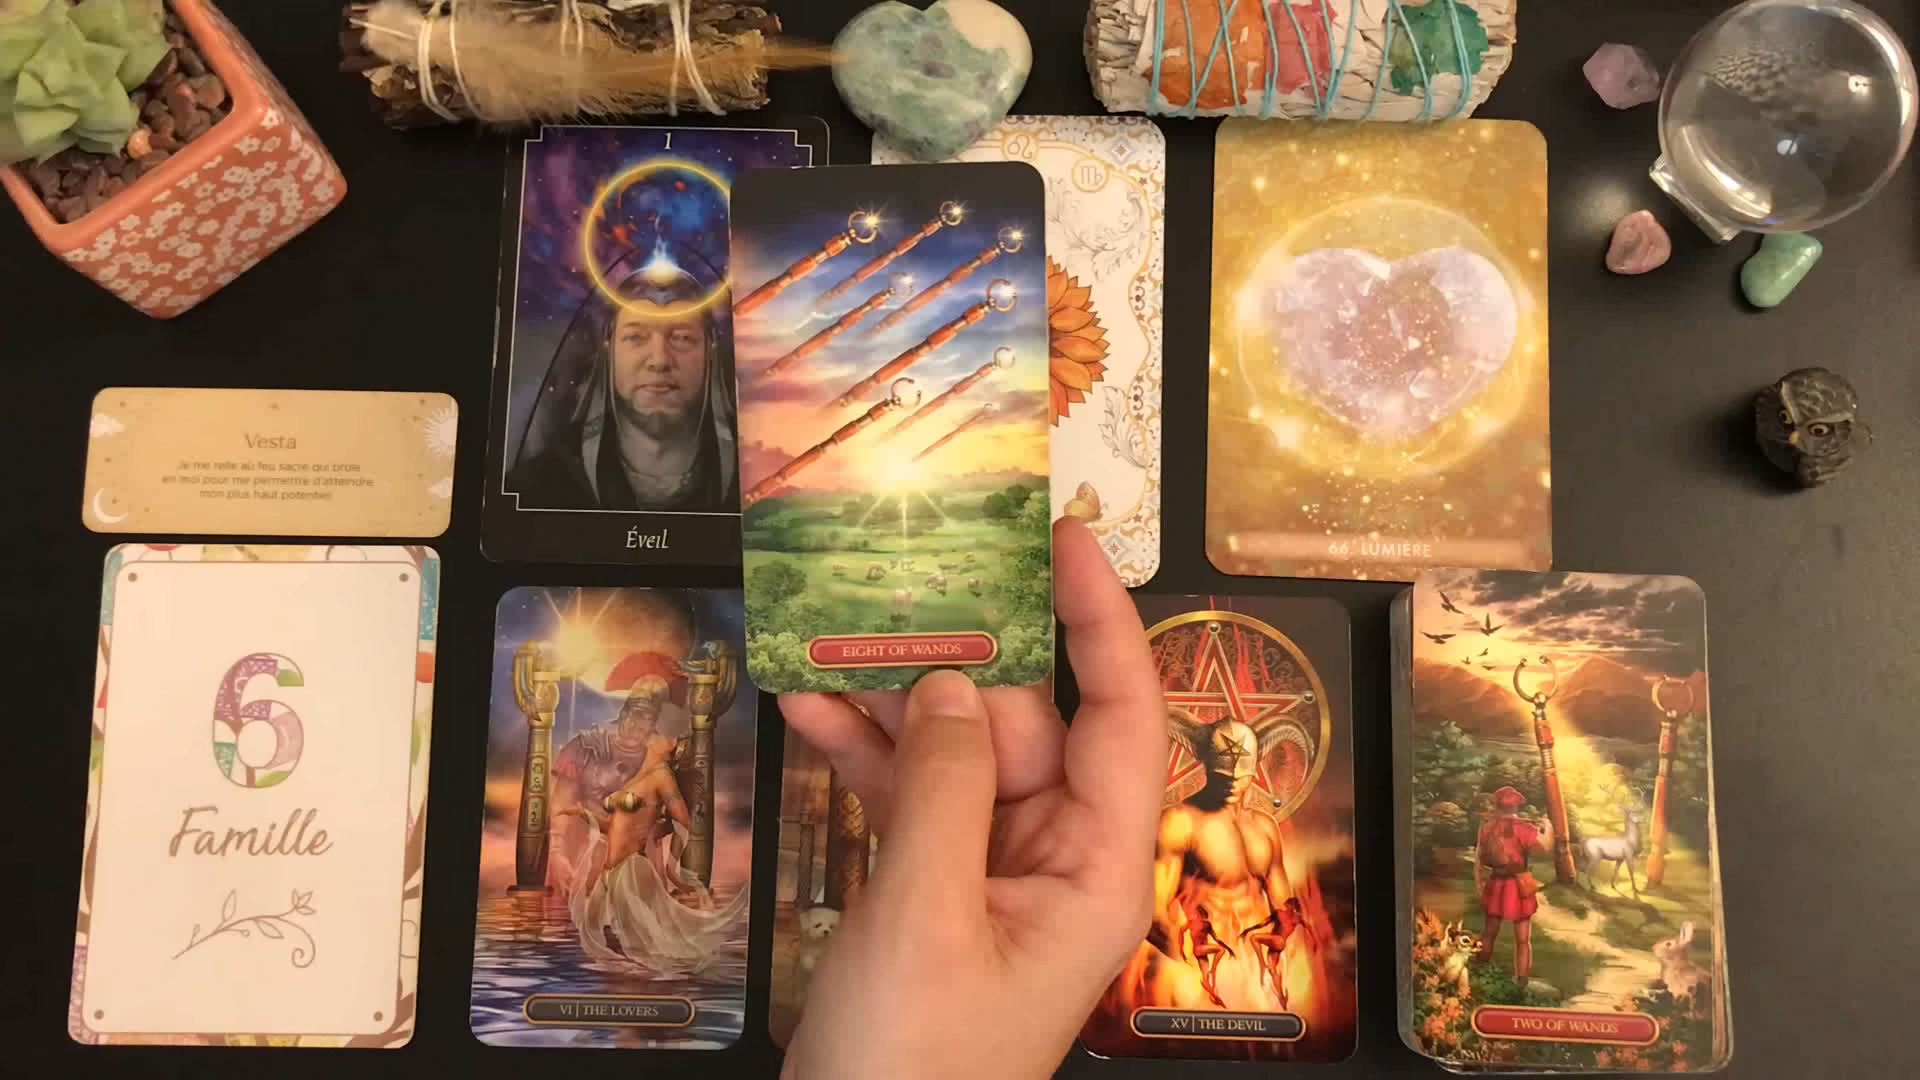 1
Éveil
EIGHT OF WANDS
66. LUMIÈRE
Vesta
Je me relie au feu sacré qui brûle
en moi pour me permettre d'atteindre
mon plus haut potentiel
6
Famille
VI | THE LOVERS
XV | THE DEVIL
TWO OF WANDS